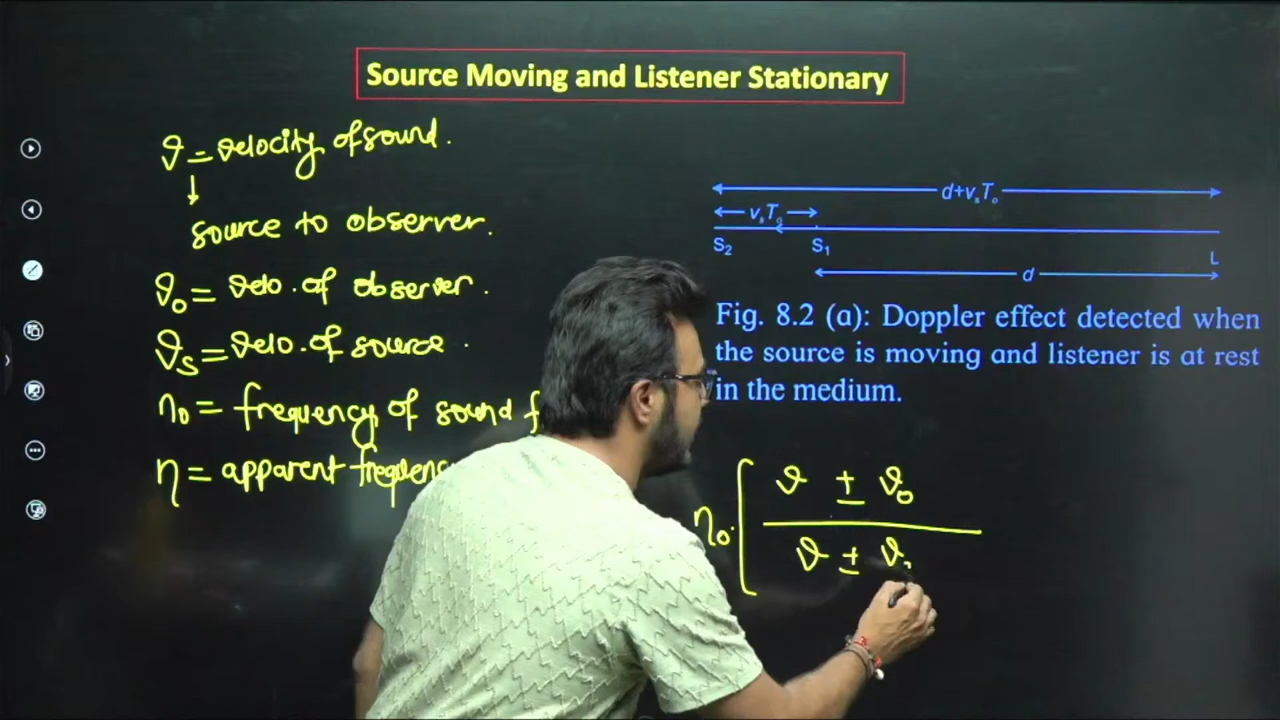 Source Moving and Listener Stationary
ϑ = velocity of sound.
↓
source to observer.
ϑ₀ = velo. of observer.
ϑₛ = velo. of source.
n₀ = frequency of sound
n = apparent
d+vₛT₀
vₛT₀
S₂ S₁ L
d
Fig. 8.2 (a): Doppler effect detected when
the source is moving and listener is at rest
in the medium.
n₀ [ ϑ ± ϑ₀
ϑ ± ϑ